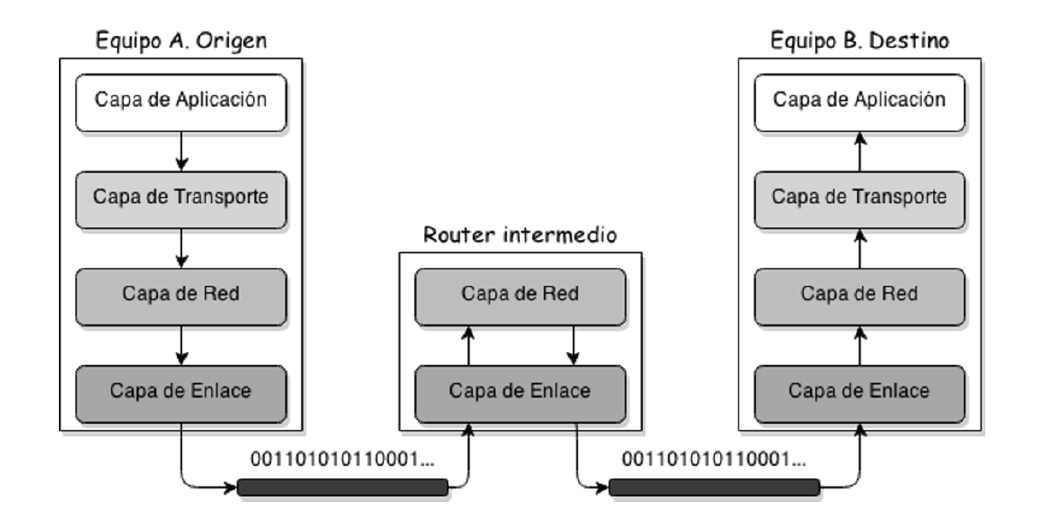 Equipo A. Origen
Capa de Aplicación
Capa de Transporte
Capa de Red
Capa de Enlace
001101010110001...
Router intermedio
Capa de Red
Capa de Enlace
001101010110001...
Equipo B. Destino
Capa de Aplicación
Capa de Transporte
Capa de Red
Capa de Enlace